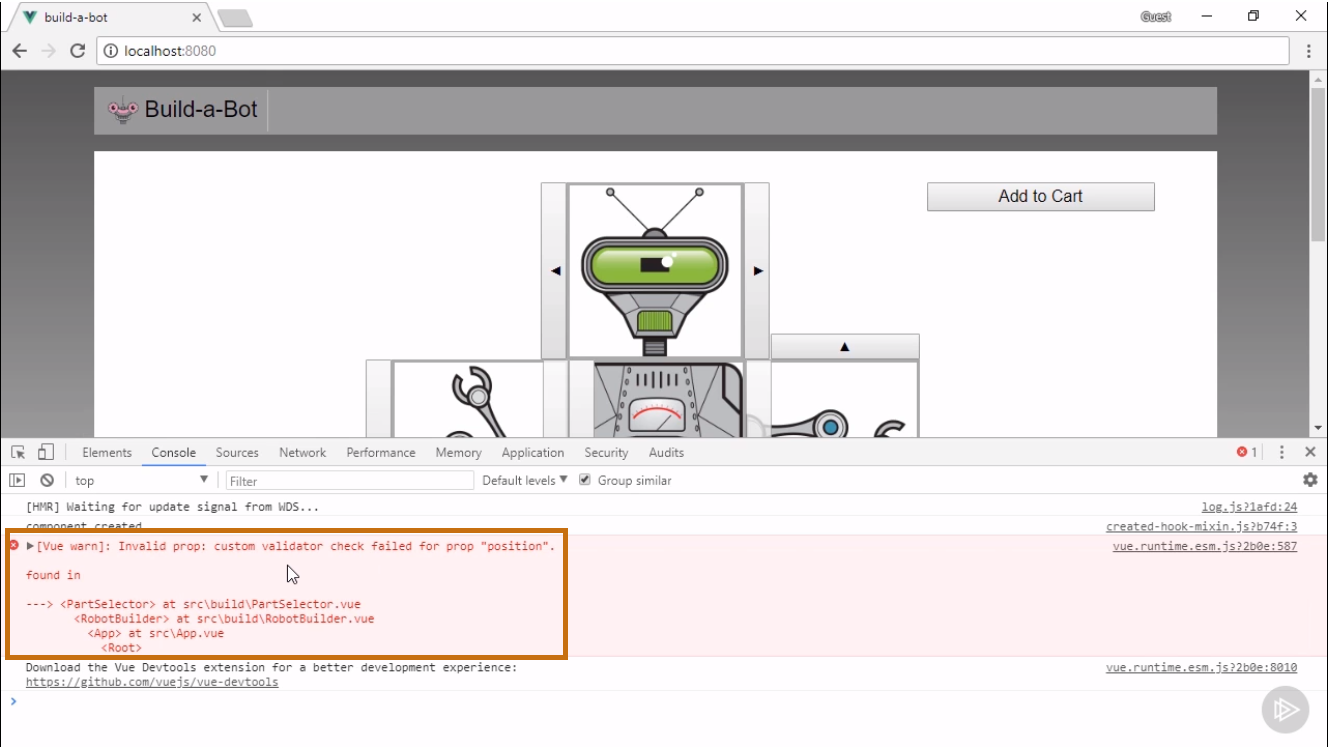 build-a-bot
Guest
localhost:8080
Build-a-Bot
Add to Cart
Elements Console Sources Network Performance Memory Application Security Audits 1
top Filter Default levels Group similar
[HMR] Waiting for update signal from WDS... log.js?1afd:24
component created created-hook-mixin.js?b74f:3
[Vue warn]: Invalid prop: custom validator check failed for prop "position". vue.runtime.esm.js?2b0e:587
found in
---> <PartSelector> at src\build\PartSelector.vue
<RobotBuilder> at src\build\RobotBuilder.vue
<App> at src\App.vue
<Root>
Download the Vue Devtools extension for a better development experience: vue.runtime.esm.js?2b0e:8010
https://github.com/vuejs/vue-devtools